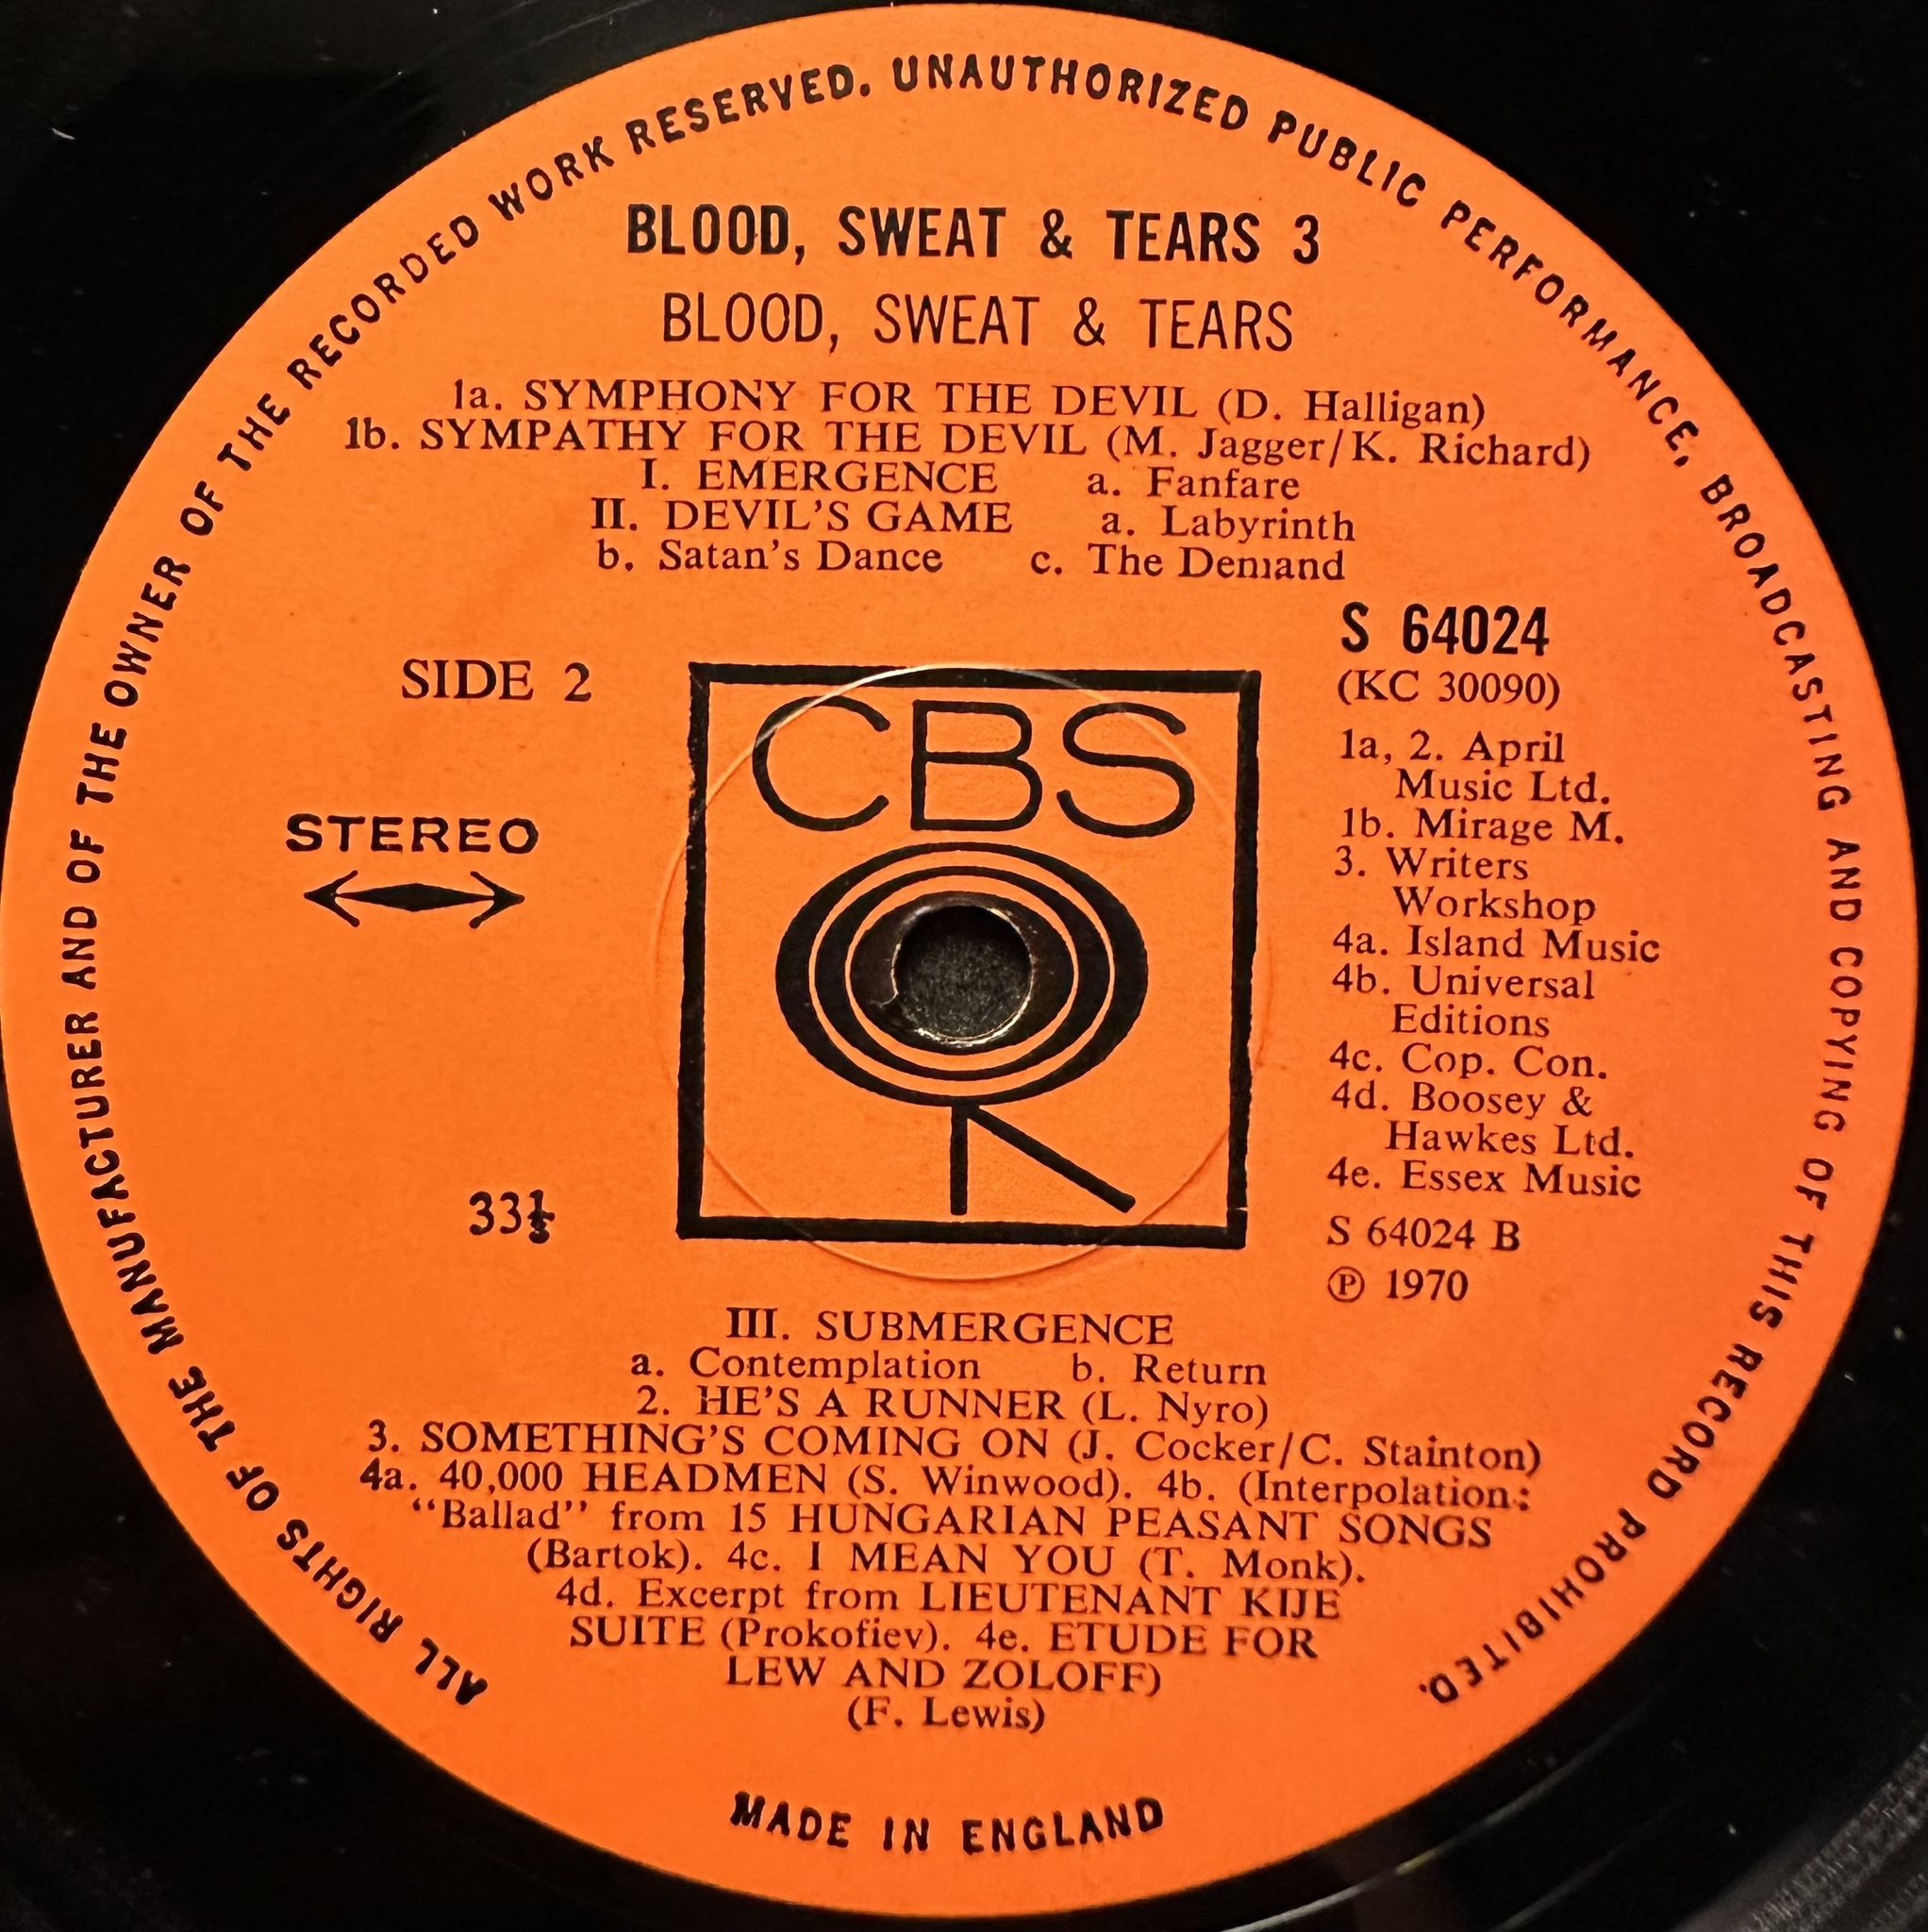 ALL RIGHTS OF THE MANUFACTURER AND OF THE OWNER OF THE RECORDED WORK RESERVED. UNAUTHORIZED PUBLIC PERFORMANCE, BROADCASTING AND COPYING OF THIS RECORD PROHIBITED.
BLOOD, SWEAT & TEARS 3
BLOOD, SWEAT & TEARS
1a. SYMPHONY FOR THE DEVIL (D. Halligan)
1b. SYMPATHY FOR THE DEVIL (M. Jagger/K. Richard)
I. EMERGENCE a. Fanfare
II. DEVIL'S GAME a. Labyrinth
b. Satan's Dance c. The Demand
SIDE 2
STEREO
33⅓
CBS
S 64024
(KC 30090)
1a, 2. April
Music Ltd.
1b. Mirage M.
3. Writers
Workshop
4a. Island Music
4b. Universal
Editions
4c. Cop. Con.
4d. Boosey &
Hawkes Ltd.
4e. Essex Music
S 64024 B
℗ 1970
III. SUBMERGENCE
a. Contemplation b. Return
2. HE'S A RUNNER (L. Nyro)
3. SOMETHING'S COMING ON (J. Cocker/C. Stainton)
4a. 40,000 HEADMEN (S. Winwood). 4b. (Interpolation:
"Ballad" from 15 HUNGARIAN PEASANT SONGS
(Bartok). 4c. I MEAN YOU (T. Monk).
4d. Excerpt from LIEUTENANT KIJE
SUITE (Prokofiev). 4e. ETUDE FOR
LEW AND ZOLOFF)
(F. Lewis)
MADE IN ENGLAND